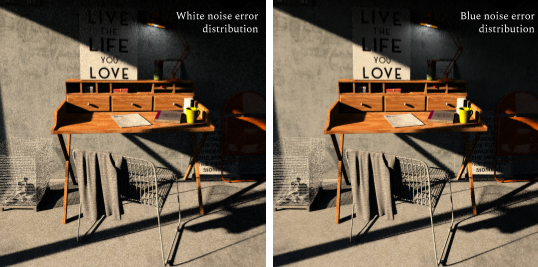 White noise error
distribution
LIVE
THE
LIFE
YOU
LOVE
Blue noise error
distribution
LIVE
THE
LIFE
YOU
LOVE